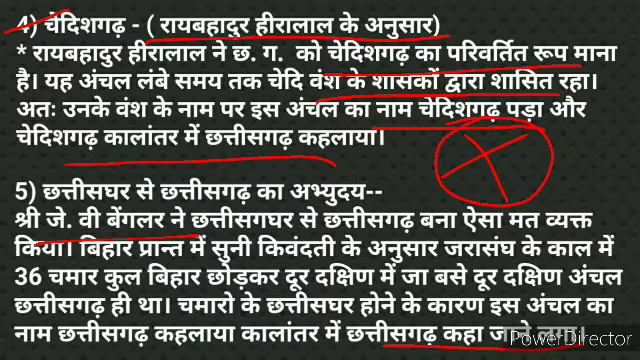 4) चेदिशगढ़ - ( रायबहादुर हीरालाल के अनुसार)
* रायबहादुर हीरालाल ने छ. ग. को चेदिशगढ़ का परिवर्तित रूप माना
है। यह अंचल लंबे समय तक चेदि वंश के शासकों द्वारा शासित रहा।
अतः उनके वंश के नाम पर इस अंचल का नाम चेदिशगढ़ पड़ा और
चेदिशगढ़ कालांतर में छत्तीसगढ़ कहलाया।
5) छत्तीसघर से छत्तीसगढ़ का अभ्युदय--
श्री जे. वी बेंगलर ने छत्तीसगघर से छत्तीसगढ़ बना ऐसा मत व्यक्त
किया। बिहार प्रान्त में सुनी किवंदती के अनुसार जरासंघ के काल में
36 चमार कुल बिहार छोड़कर दूर दक्षिण में जा बसे दूर दक्षिण अंचल
छत्तीसगढ़ ही था। चमारो के छत्तीसघर होने के कारण इस अंचल का
नाम छत्तीसगढ़ कहलाया कालांतर में छत्तीसगढ़ कहा जाने लगा।
PowerDirector